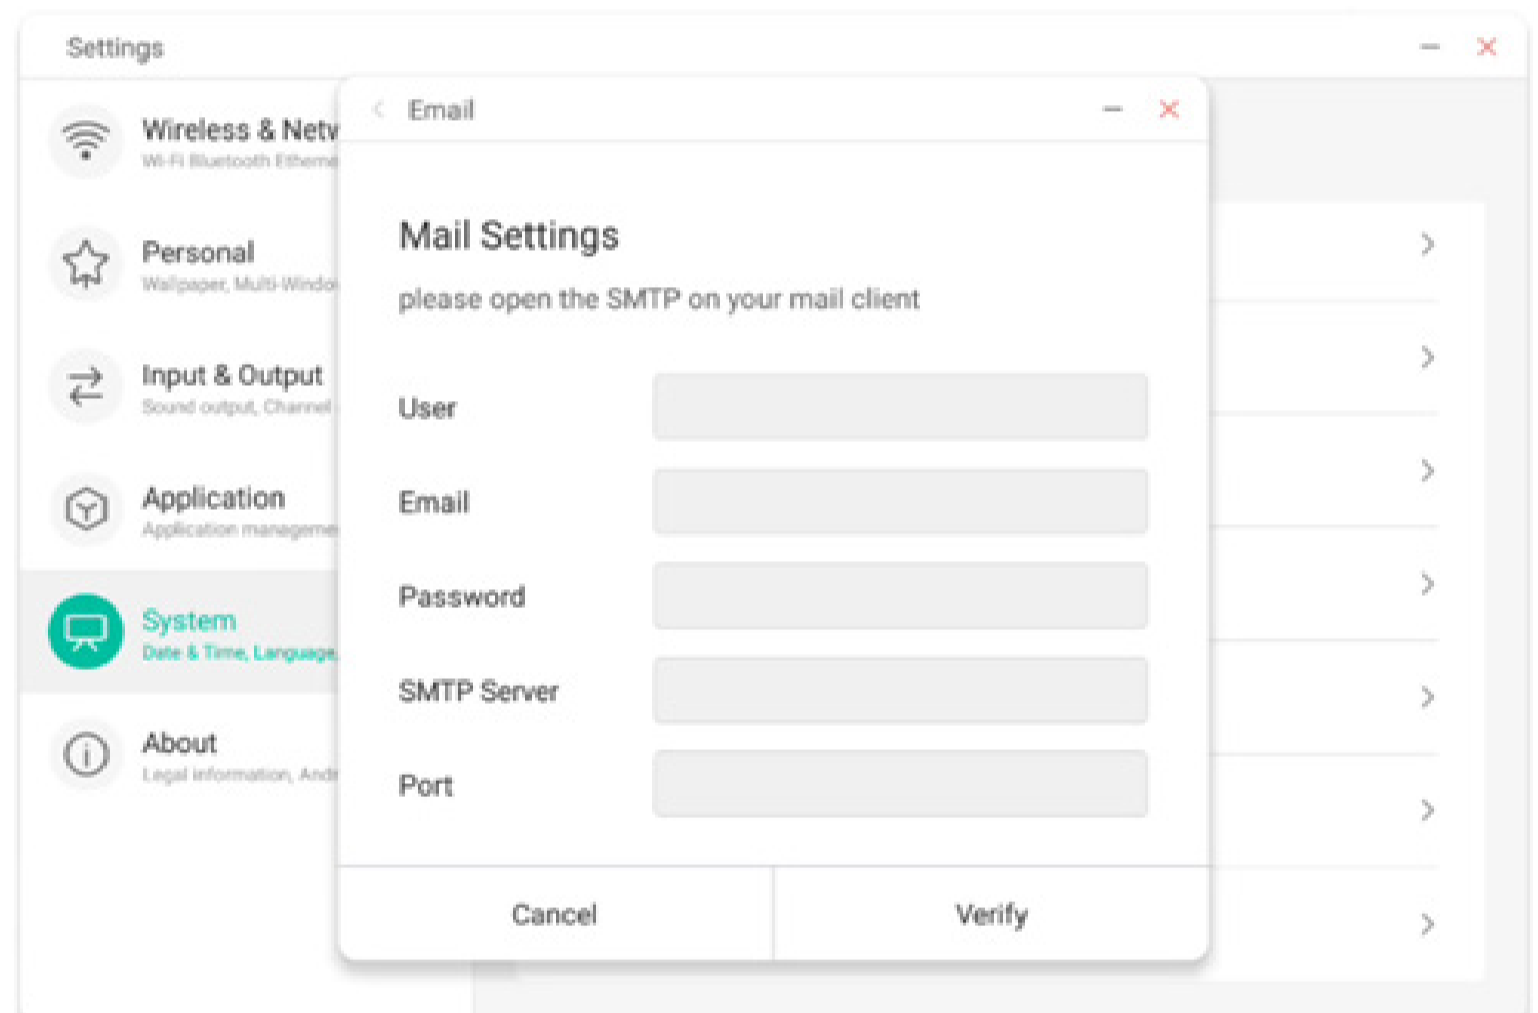 Settings
Wireless & Netw
Wi-Fi Bluetooth Etherne
Personal
Wallpaper, Multi-Windo
Input & Output
Sound output, Channel
Application
Application manageme
System
Date & Time, Language,
About
Legal information, Andr
Email
Mail Settings
please open the SMTP on your mail client
User
Email
Password
SMTP Server
Port
Cancel
Verify